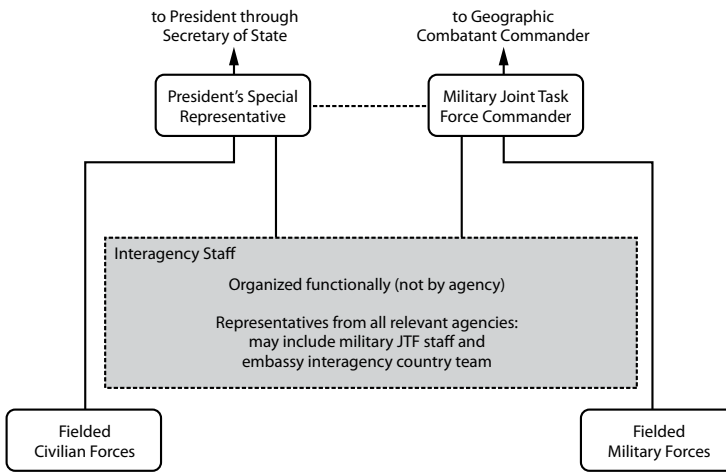 to President through
Secretary of State
to Geographic
Combatant Commander
President’s Special
Representative
Military Joint Task
Force Commander
Interagency Staff
Organized functionally (not by agency)
Representatives from all relevant agencies:
may include military JTF staff and
embassy interagency country team
Fielded
Civilian Forces
Fielded
Military Forces